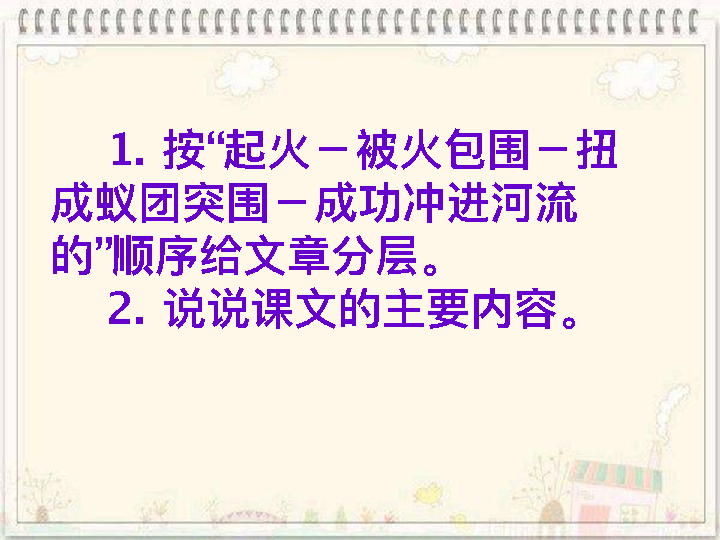 1. 按“起火－被火包围－扭
成蚁团突围－成功冲进河流
的”顺序给文章分层。
2. 说说课文的主要内容。